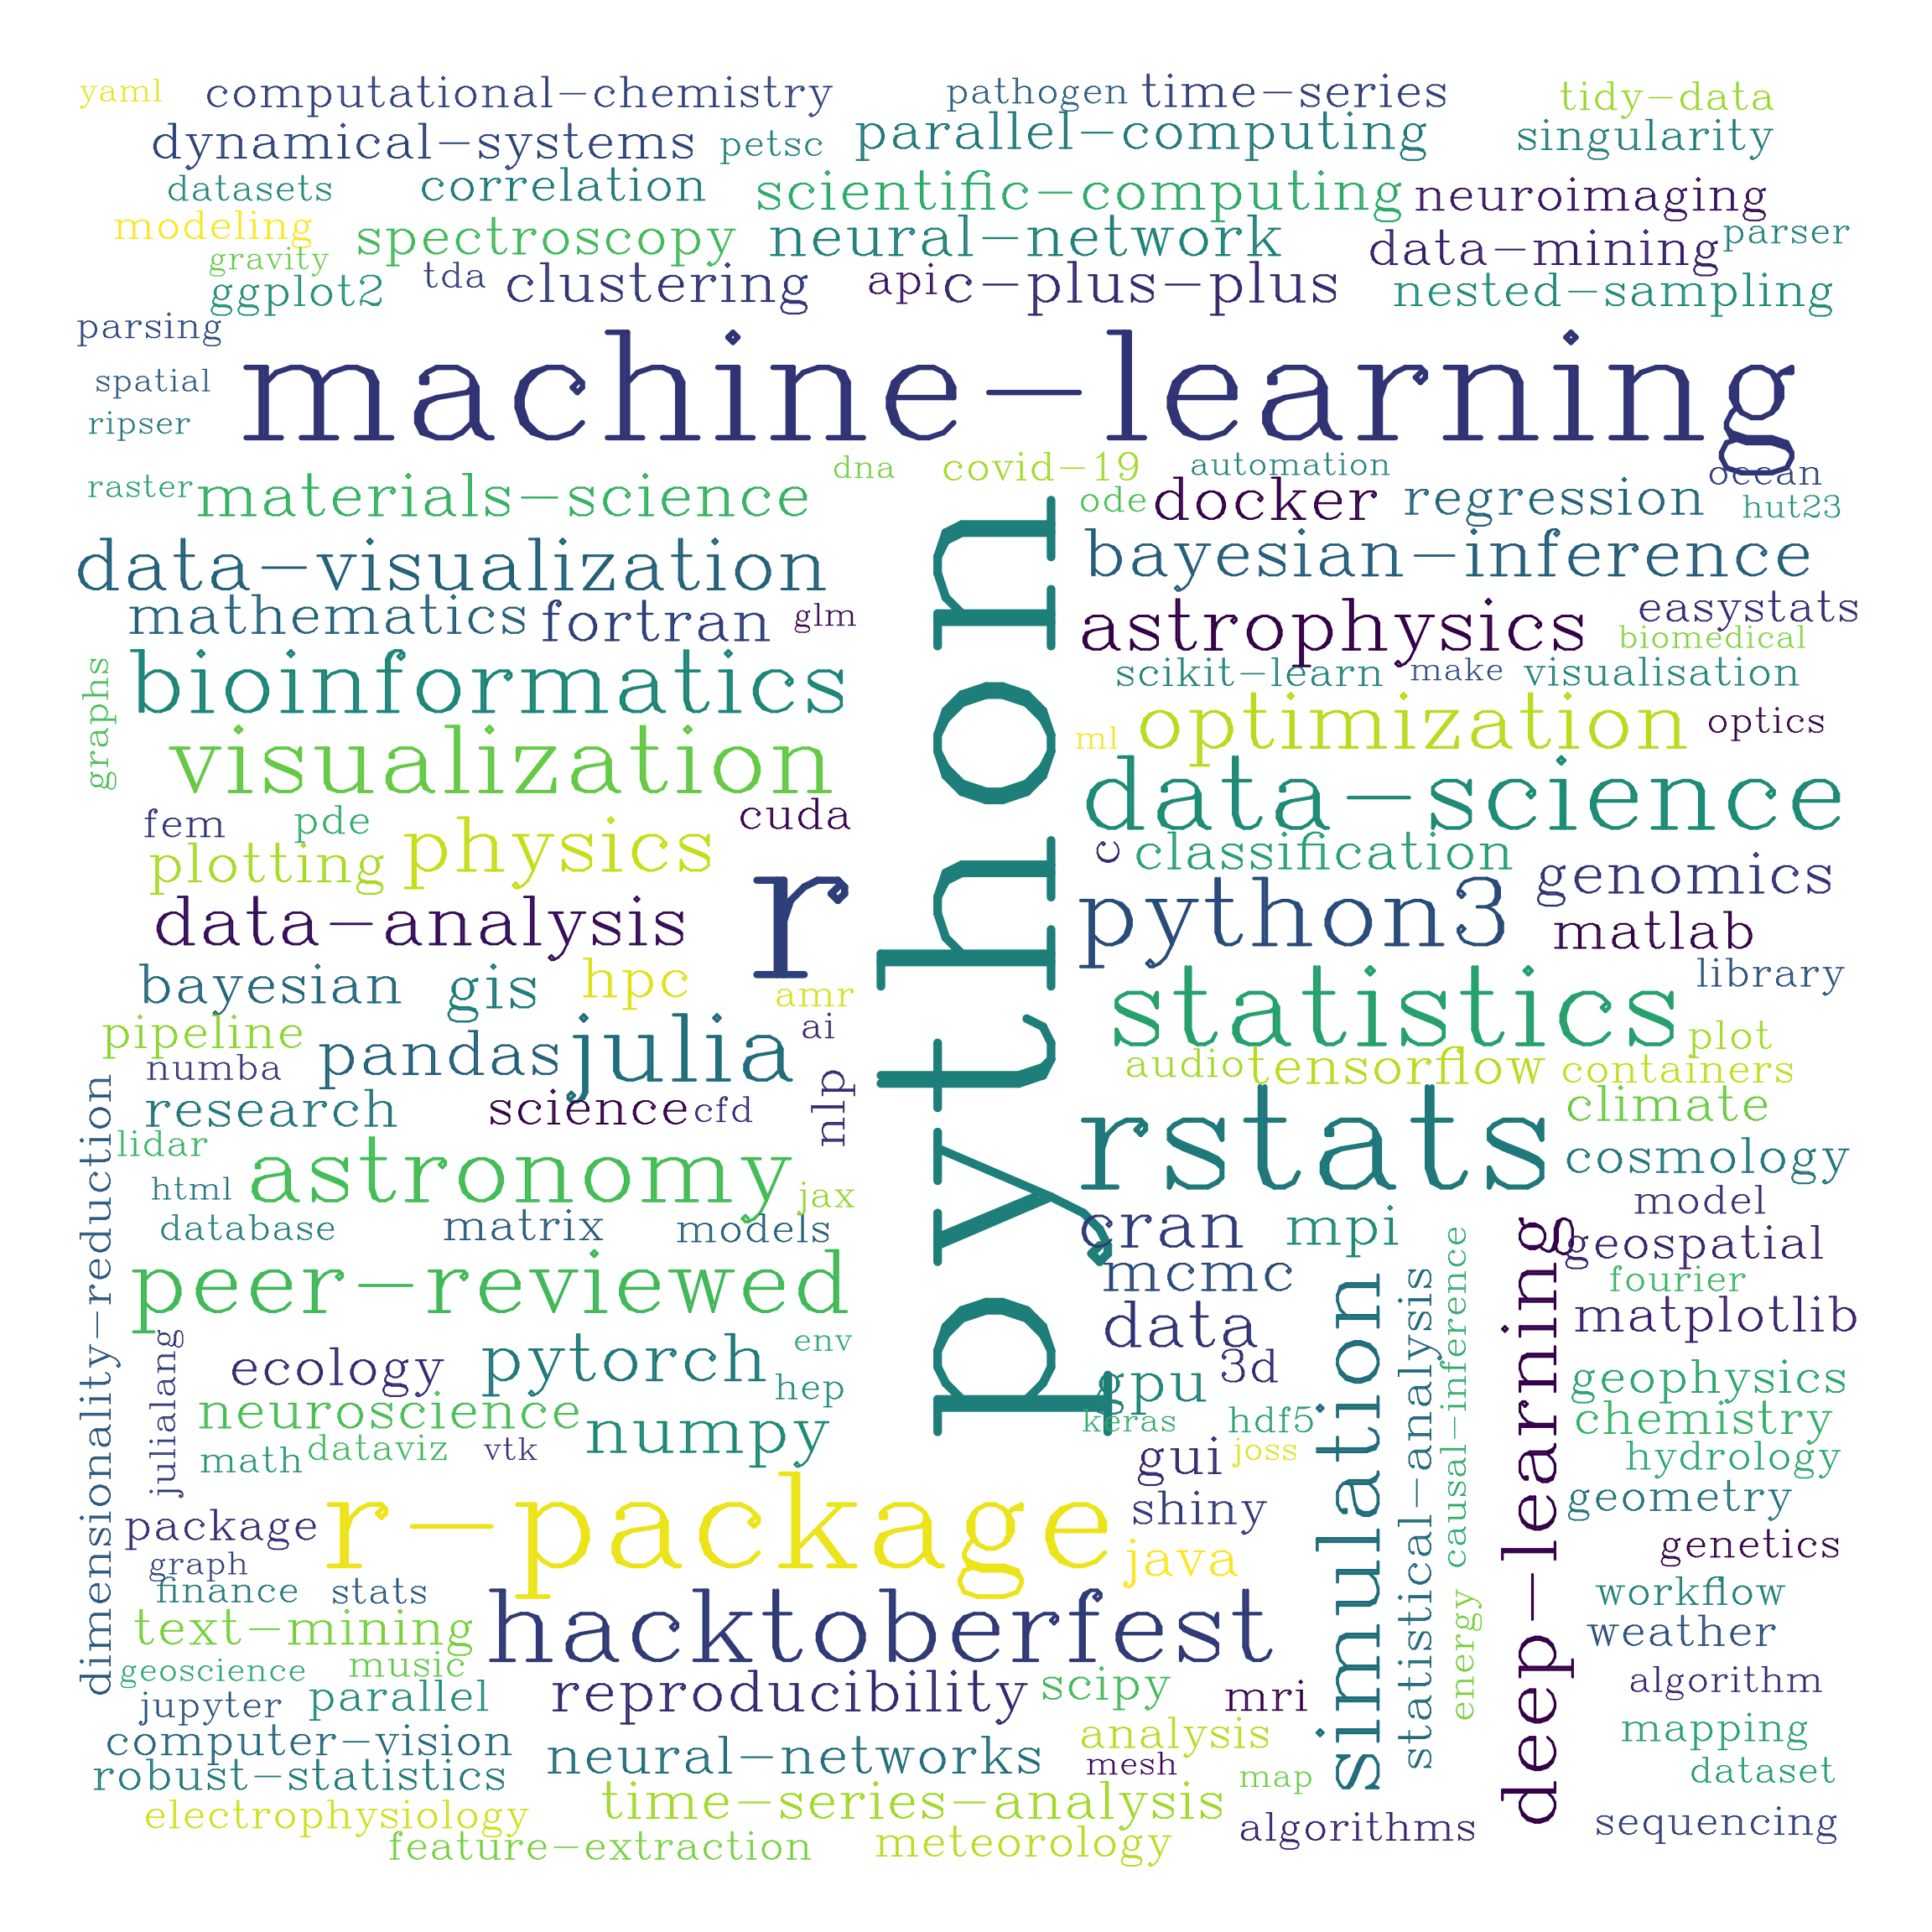 yaml computational-chemistry pathogen time-series tidy-data
dynamical-systems petsc parallel-computing singularity
datasets correlation scientific-computing neuroimaging
modeling spectroscopy neural-network data-mining parser
gravity ggplot2 tda clustering api c-plus-plus nested-sampling
parsing
machine-learning
spatial
ripser
raster materials-science dna covid-19 automation ocean
ode docker regression hut23
data-visualization bayesian-inference
mathematics fortran glm astrophysics easystats
biomedical
bioinformatics scikit-learn make visualisation
graphs
visualization ml optimization optics
data-science
fem pde cuda
plotting physics c classification
r
python
data-analysis python3 genomics
matlab
bayesian gis hpc library
amr
pipeline ai statistics plot
numba pandas julia audio tensorflow containers
research science cfd nlp rstats climate
dimensionality-reduction
lidar astronomy cosmology
html jax model
database matrix models cran mpi geospatial
peer-reviewed mcmc fourier
data matplotlib
julialang ecology pytorch env 3d
hep gpu geophysics
neuroscience numpy keras hdf5 chemistry
math dataviz vtk gui joss hydrology
simulation
statistical-analysis
causal-inference
deep-learning
r-package shiny geometry
package java genetics
graph
finance stats workflow
text-mining hacktoberfest weather
energy
geoscience music algorithm
jupyter parallel reproducibility scipy mri
computer-vision neural-networks analysis mapping
robust-statistics mesh map dataset
electrophysiology time-series-analysis sequencing
feature-extraction meteorology algorithms